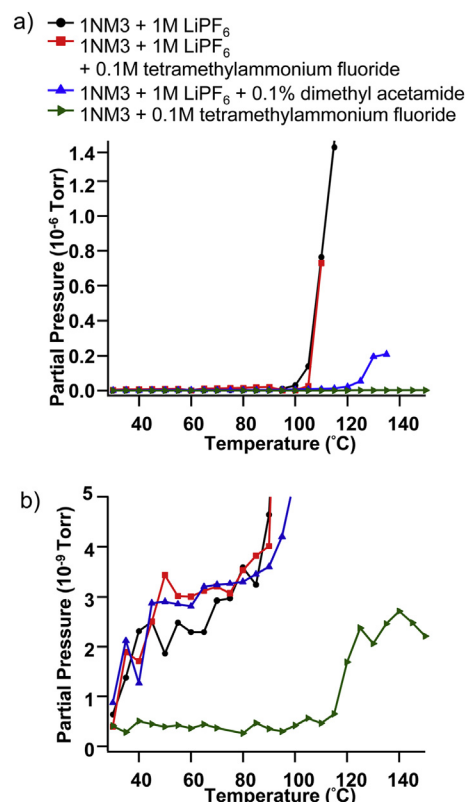 a)
1NM3 + 1M LiPF₆
1NM3 + 1M LiPF₆
+ 0.1M tetramethylammonium fluoride
1NM3 + 1M LiPF₆ + 0.1% dimethyl acetamide
1NM3 + 0.1M tetramethylammonium fluoride
Partial Pressure (10⁻⁶ Torr)
1.4
1.2
1.0
0.8
0.6
0.4
0.2
0.0
40 60 80 100 120 140
Temperature (°C)
b)
Partial Pressure (10⁻⁹ Torr)
5
4
3
2
1
0
40 60 80 100 120 140
Temperature (°C)